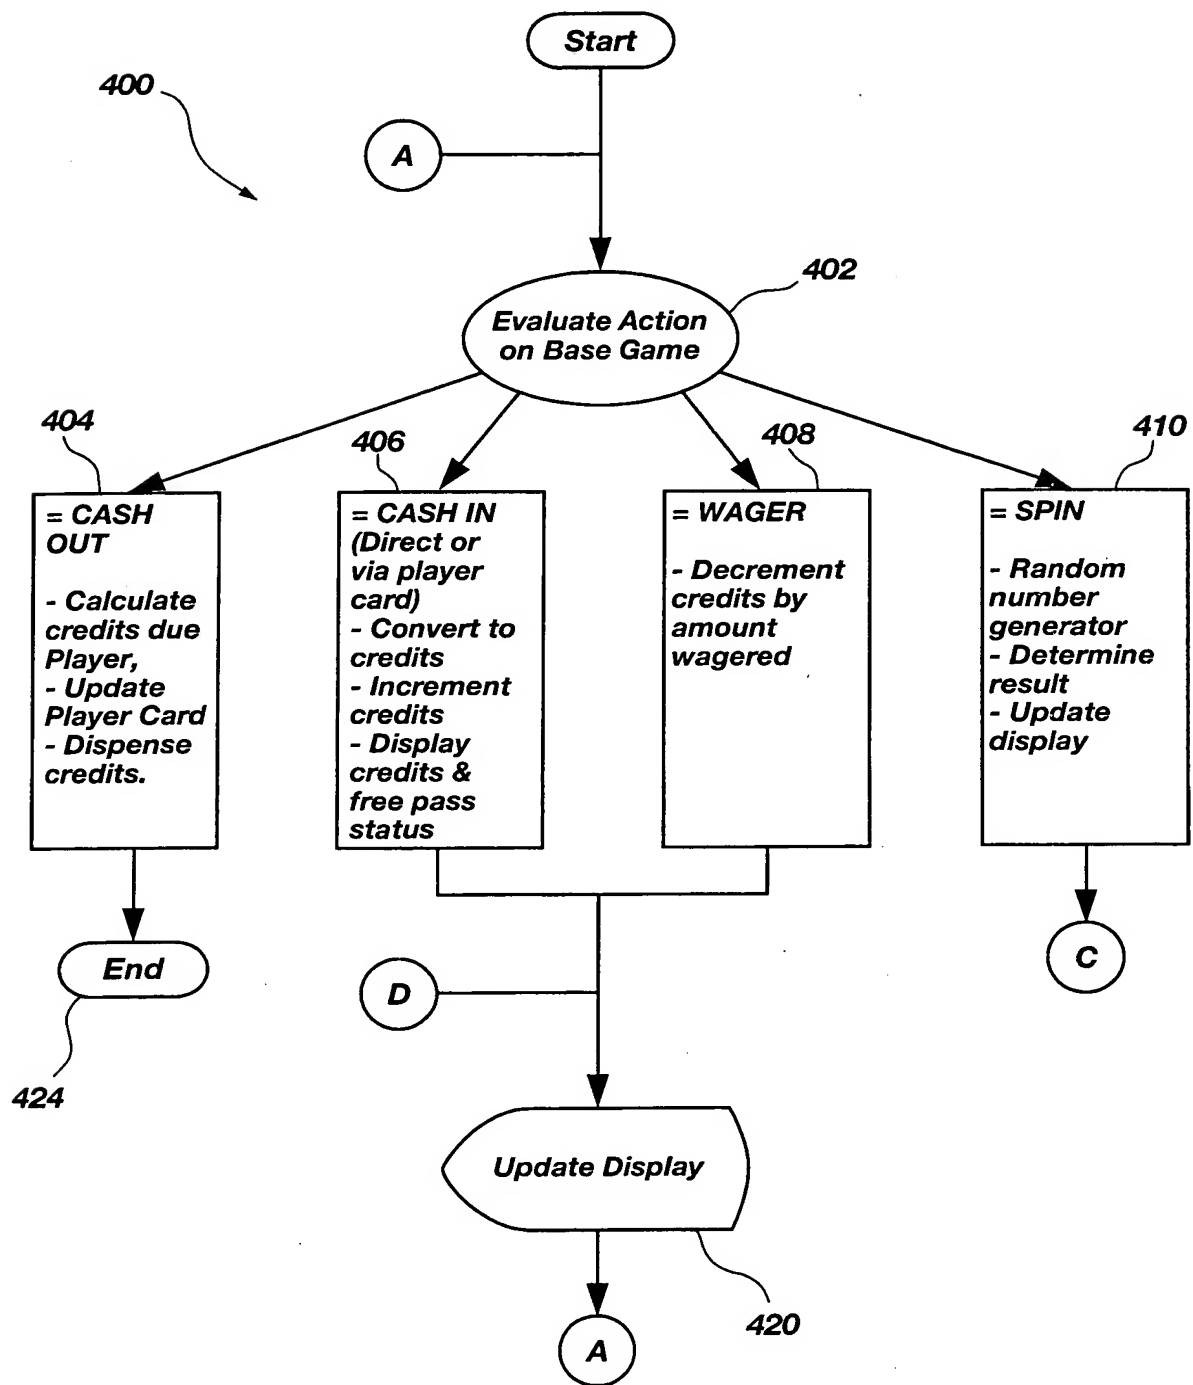 Start
400
A
402
Evaluate Action
on Base Game
404
406
408
410
= CASH
OUT
- Calculate
credits due
Player,
- Update
Player Card
- Dispense
credits.
= CASH IN
(Direct or
via player
card)
- Convert to
credits
- Increment
credits
- Display
credits &
free pass
status
= WAGER
- Decrement
credits by
amount
wagered
= SPIN
- Random
number
generator
- Determine
result
- Update
display
End
424
D
C
Update Display
420
A